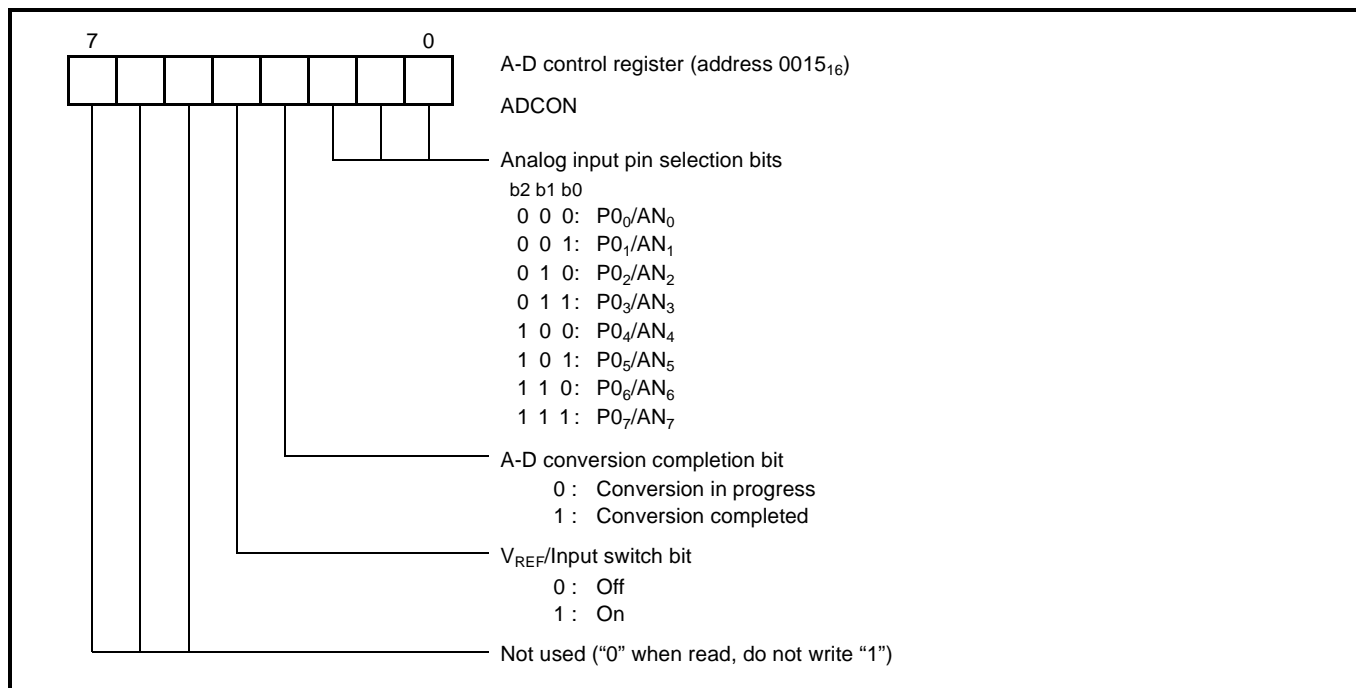 7 0
A-D control register (address 0015₁₆)
ADCON
Analog input pin selection bits
b2 b1 b0
0 0 0: P0₀/AN₀
0 0 1: P0₁/AN₁
0 1 0: P0₂/AN₂
0 1 1: P0₃/AN₃
1 0 0: P0₄/AN₄
1 0 1: P0₅/AN₅
1 1 0: P0₆/AN₆
1 1 1: P0₇/AN₇
A-D conversion completion bit
0 : Conversion in progress
1 : Conversion completed
V_REF/Input switch bit
0 : Off
1 : On
Not used (“0” when read, do not write “1”)